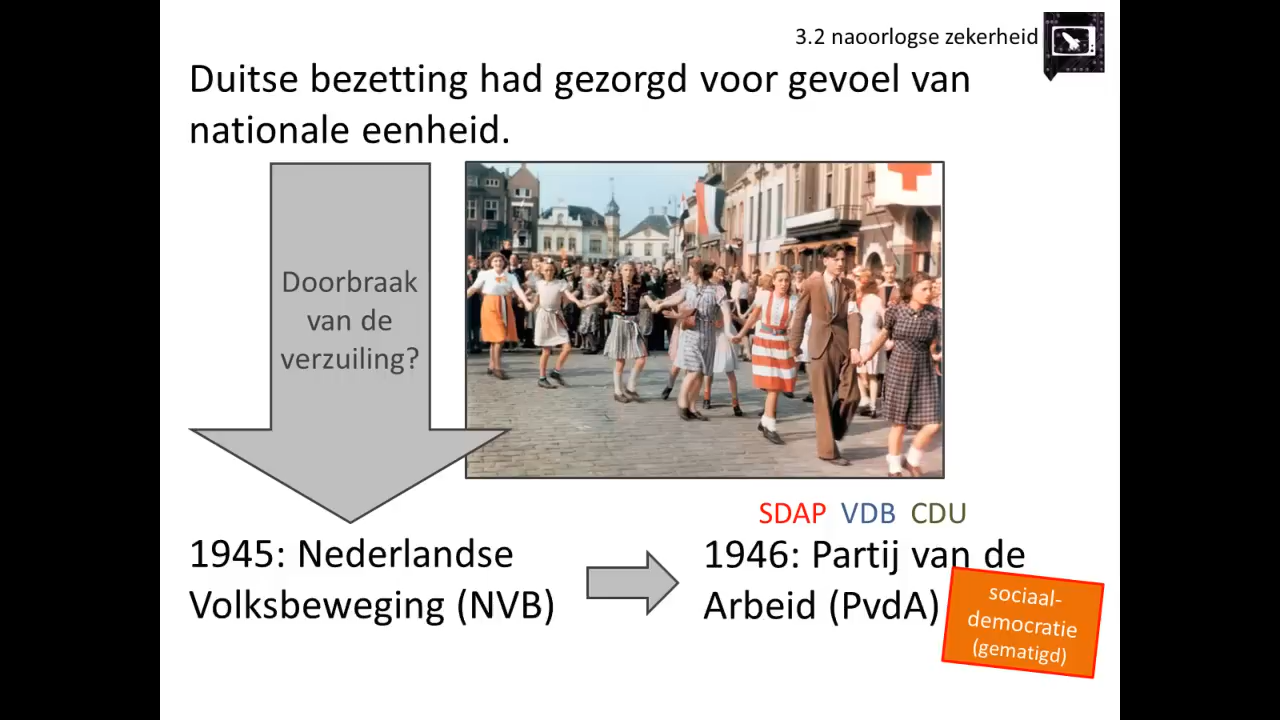 3.2 naoorlogse zekerheid
Duitse bezetting had gezorgd voor gevoel van
nationale eenheid.
Doorbraak
van de
verzuiling?
SDAP VDB CDU
1945: Nederlandse
Volksbeweging (NVB)
1946: Partij van de
Arbeid (PvdA)
sociaal-
democratie
(gematigd)